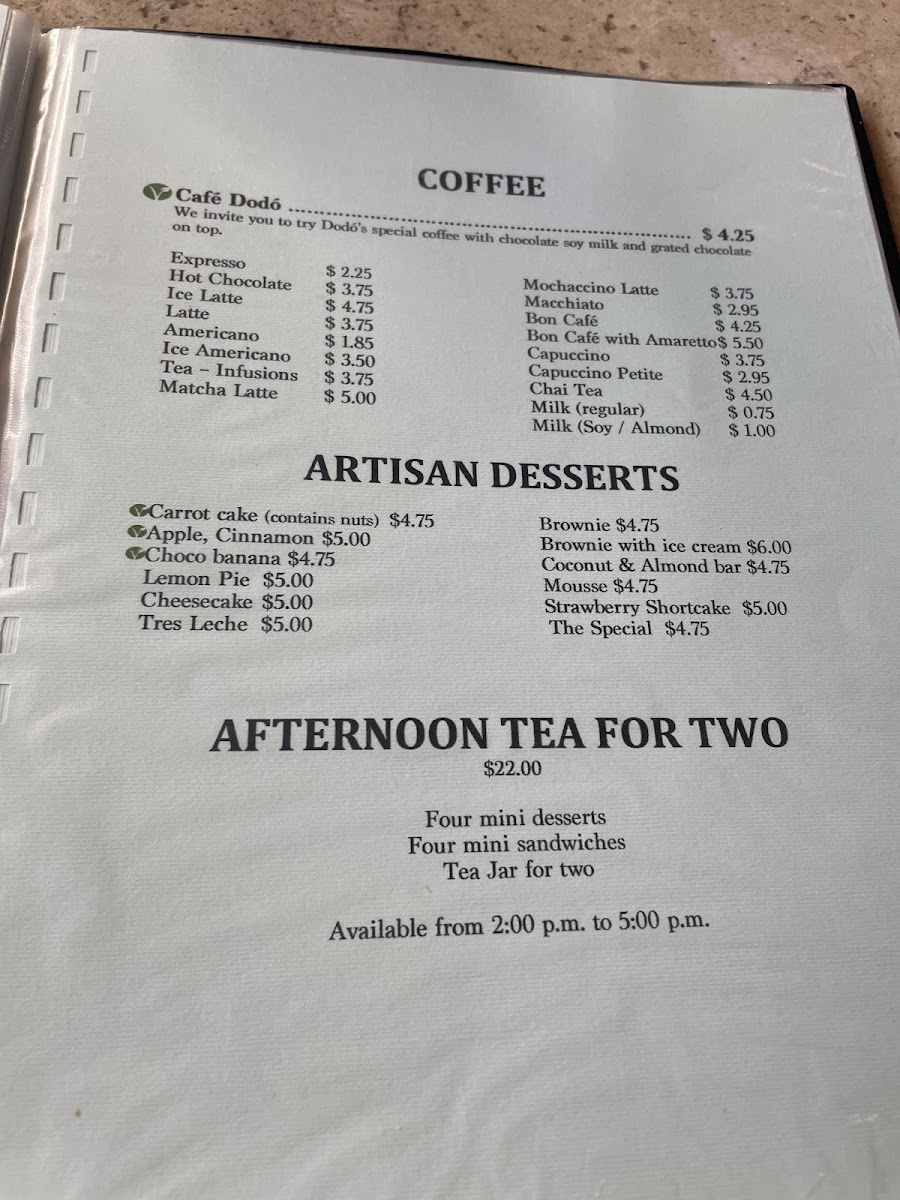 COFFEE
Café Dodó ........................................................................ $ 4.25
We invite you to try Dodó's special coffee with chocolate soy milk and grated chocolate
on top.
Expresso $ 2.25
Hot Chocolate $ 3.75
Ice Latte $ 4.75
Latte $ 3.75
Americano $ 1.85
Ice Americano $ 3.50
Tea – Infusions $ 3.75
Matcha Latte $ 5.00
Mochaccino Latte $ 3.75
Macchiato $ 2.95
Bon Café $ 4.25
Bon Café with Amaretto$ 5.50
Capuccino $ 3.75
Capuccino Petite $ 2.95
Chai Tea $ 4.50
Milk (regular) $ 0.75
Milk (Soy / Almond) $ 1.00
ARTISAN DESSERTS
Carrot cake (contains nuts) $4.75
Apple, Cinnamon $5.00
Choco banana $4.75
Lemon Pie $5.00
Cheesecake $5.00
Tres Leche $5.00
Brownie $4.75
Brownie with ice cream $6.00
Coconut & Almond bar $4.75
Mousse $4.75
Strawberry Shortcake $5.00
The Special $4.75
AFTERNOON TEA FOR TWO
$22.00
Four mini desserts
Four mini sandwiches
Tea Jar for two
Available from 2:00 p.m. to 5:00 p.m.